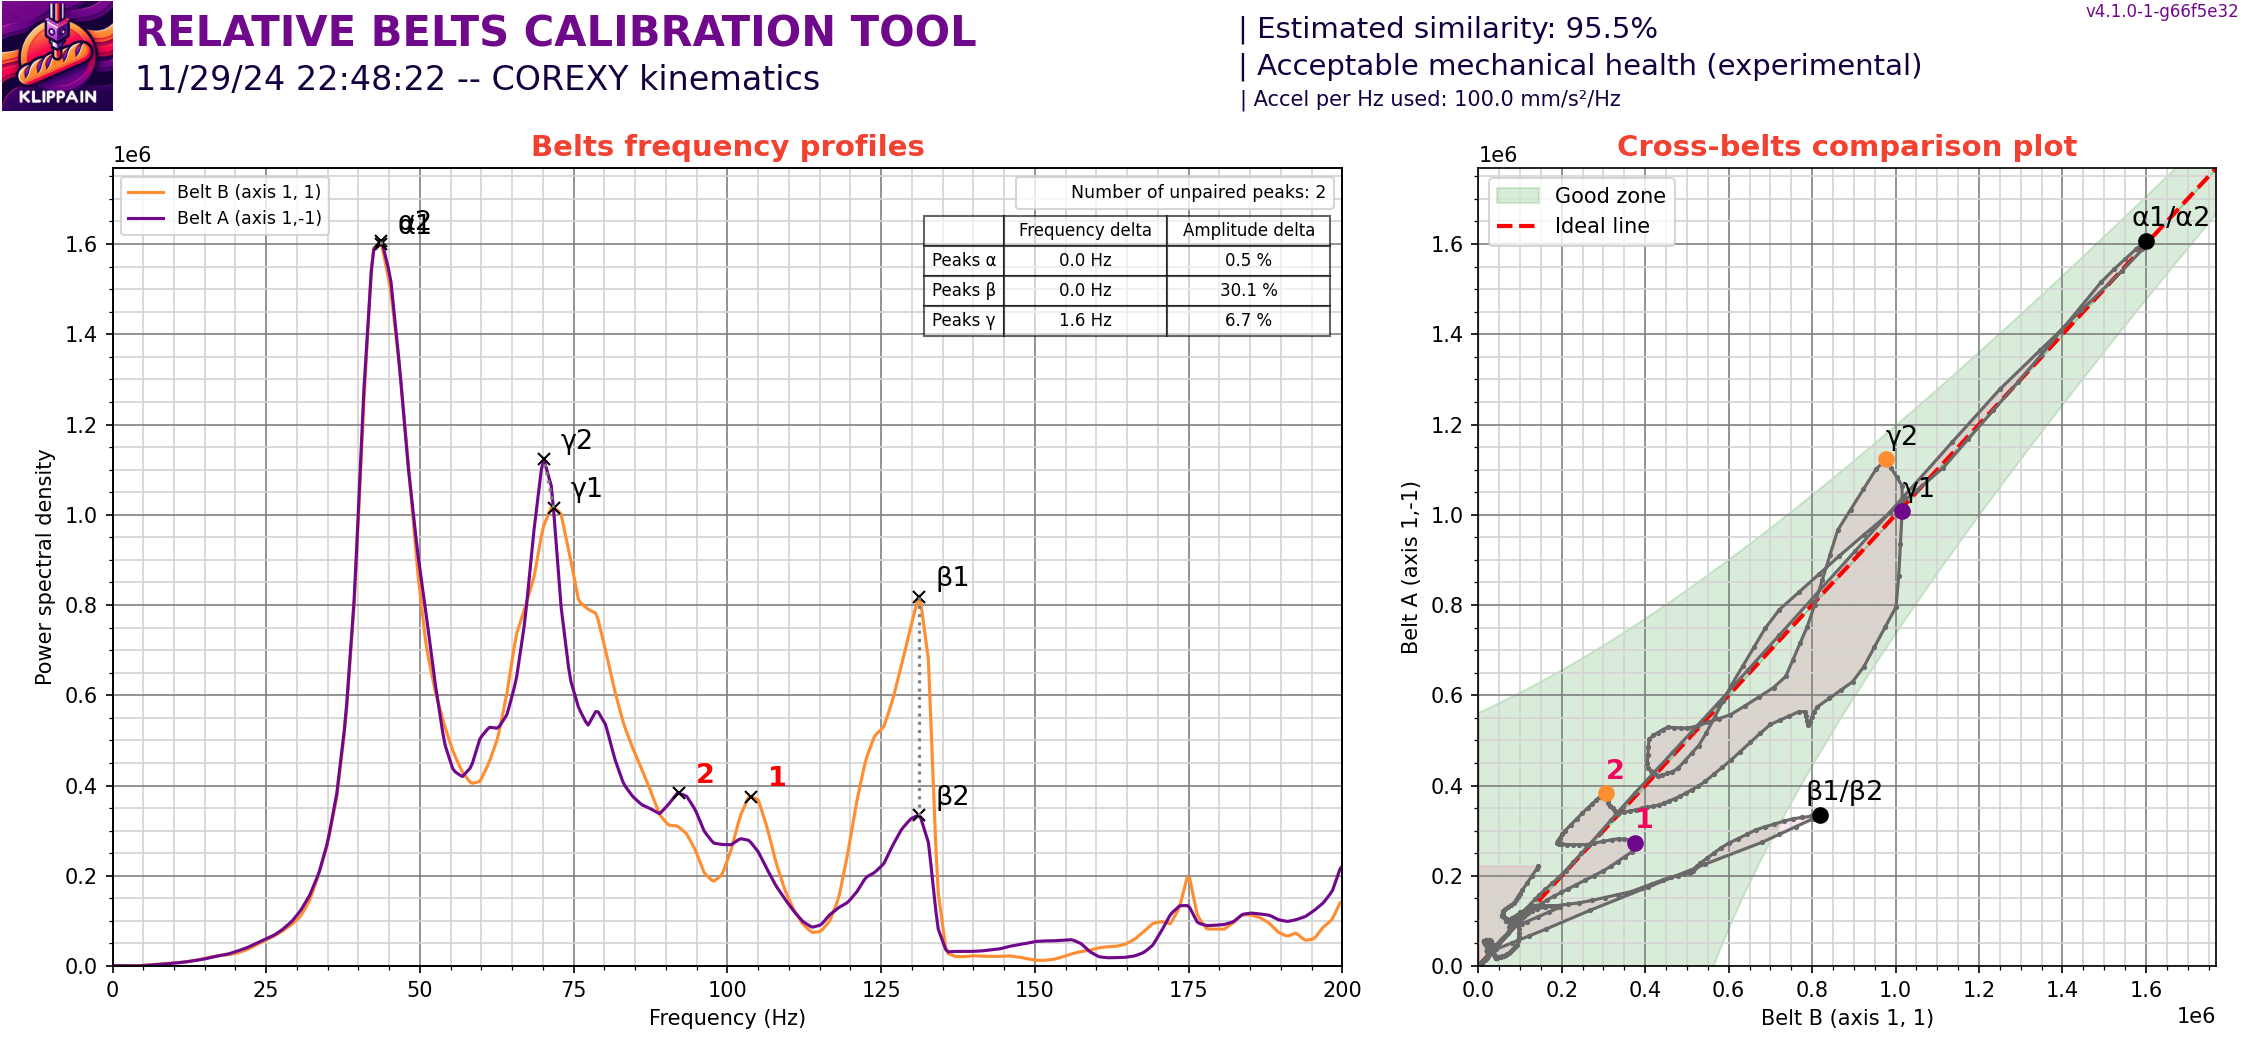 KLIPPAIN
RELATIVE BELTS CALIBRATION TOOL
11/29/24 22:48:22 -- COREXY kinematics
| Estimated similarity: 95.5%
| Acceptable mechanical health (experimental)
| Accel per Hz used: 100.0 mm/s²/Hz
v4.1.0-1-g66f5e32
Belts frequency profiles
1e6
Belt B (axis 1, 1)
Belt A (axis 1,-1)
Number of unpaired peaks: 2
Frequency delta Amplitude delta
Peaks α 0.0 Hz 0.5 %
Peaks β 0.0 Hz 30.1 %
Peaks γ 1.6 Hz 6.7 %
α2
α1
γ2
γ1
β1
2
1
β2
Power spectral density
1.6
1.4
1.2
1.0
0.8
0.6
0.4
0.2
0.0
0 25 50 75 100 125 150 175 200
Frequency (Hz)
Cross-belts comparison plot
1e6
Good zone
Ideal line
α1/α2
γ2
γ1
2
1
β1/β2
Belt A (axis 1,-1)
1.6
1.4
1.2
1.0
0.8
0.6
0.4
0.2
0.0
0.0 0.2 0.4 0.6 0.8 1.0 1.2 1.4 1.6
Belt B (axis 1, 1)
1e6